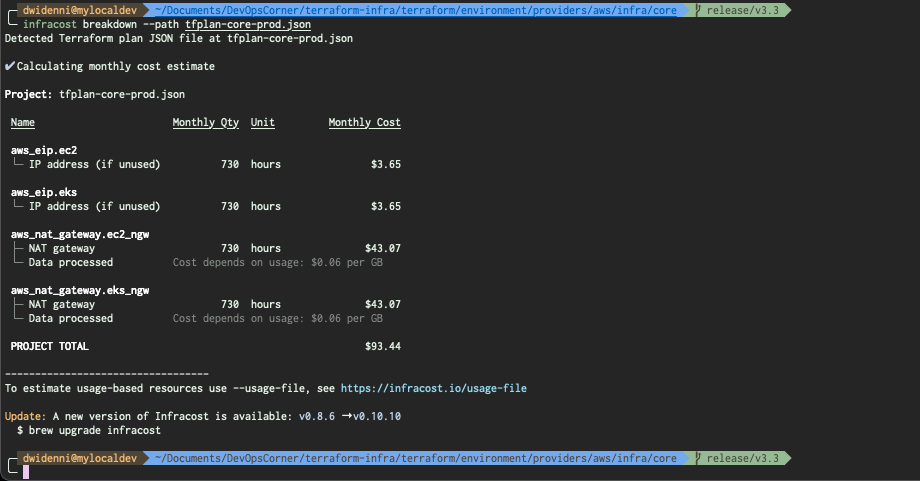 dwidenni@mylocaldev ~/Documents/DevOpsCorner/terraform-infra/terraform/environment/providers/aws/infra/core release/v3.3
infracost breakdown --path tfplan-core-prod.json
Detected Terraform plan JSON file at tfplan-core-prod.json
✔Calculating monthly cost estimate
Project: tfplan-core-prod.json
Name Monthly Qty Unit Monthly Cost
aws_eip.ec2
└─ IP address (if unused) 730 hours $3.65
aws_eip.eks
└─ IP address (if unused) 730 hours $3.65
aws_nat_gateway.ec2_ngw
├─ NAT gateway 730 hours $43.07
└─ Data processed Cost depends on usage: $0.06 per GB
aws_nat_gateway.eks_ngw
├─ NAT gateway 730 hours $43.07
└─ Data processed Cost depends on usage: $0.06 per GB
PROJECT TOTAL $93.44
----------------------------------
To estimate usage-based resources use --usage-file, see https://infracost.io/usage-file
Update: A new version of Infracost is available: v0.8.6 →v0.10.10
$ brew upgrade infracost
dwidenni@mylocaldev ~/Documents/DevOpsCorner/terraform-infra/terraform/environment/providers/aws/infra/core release/v3.3